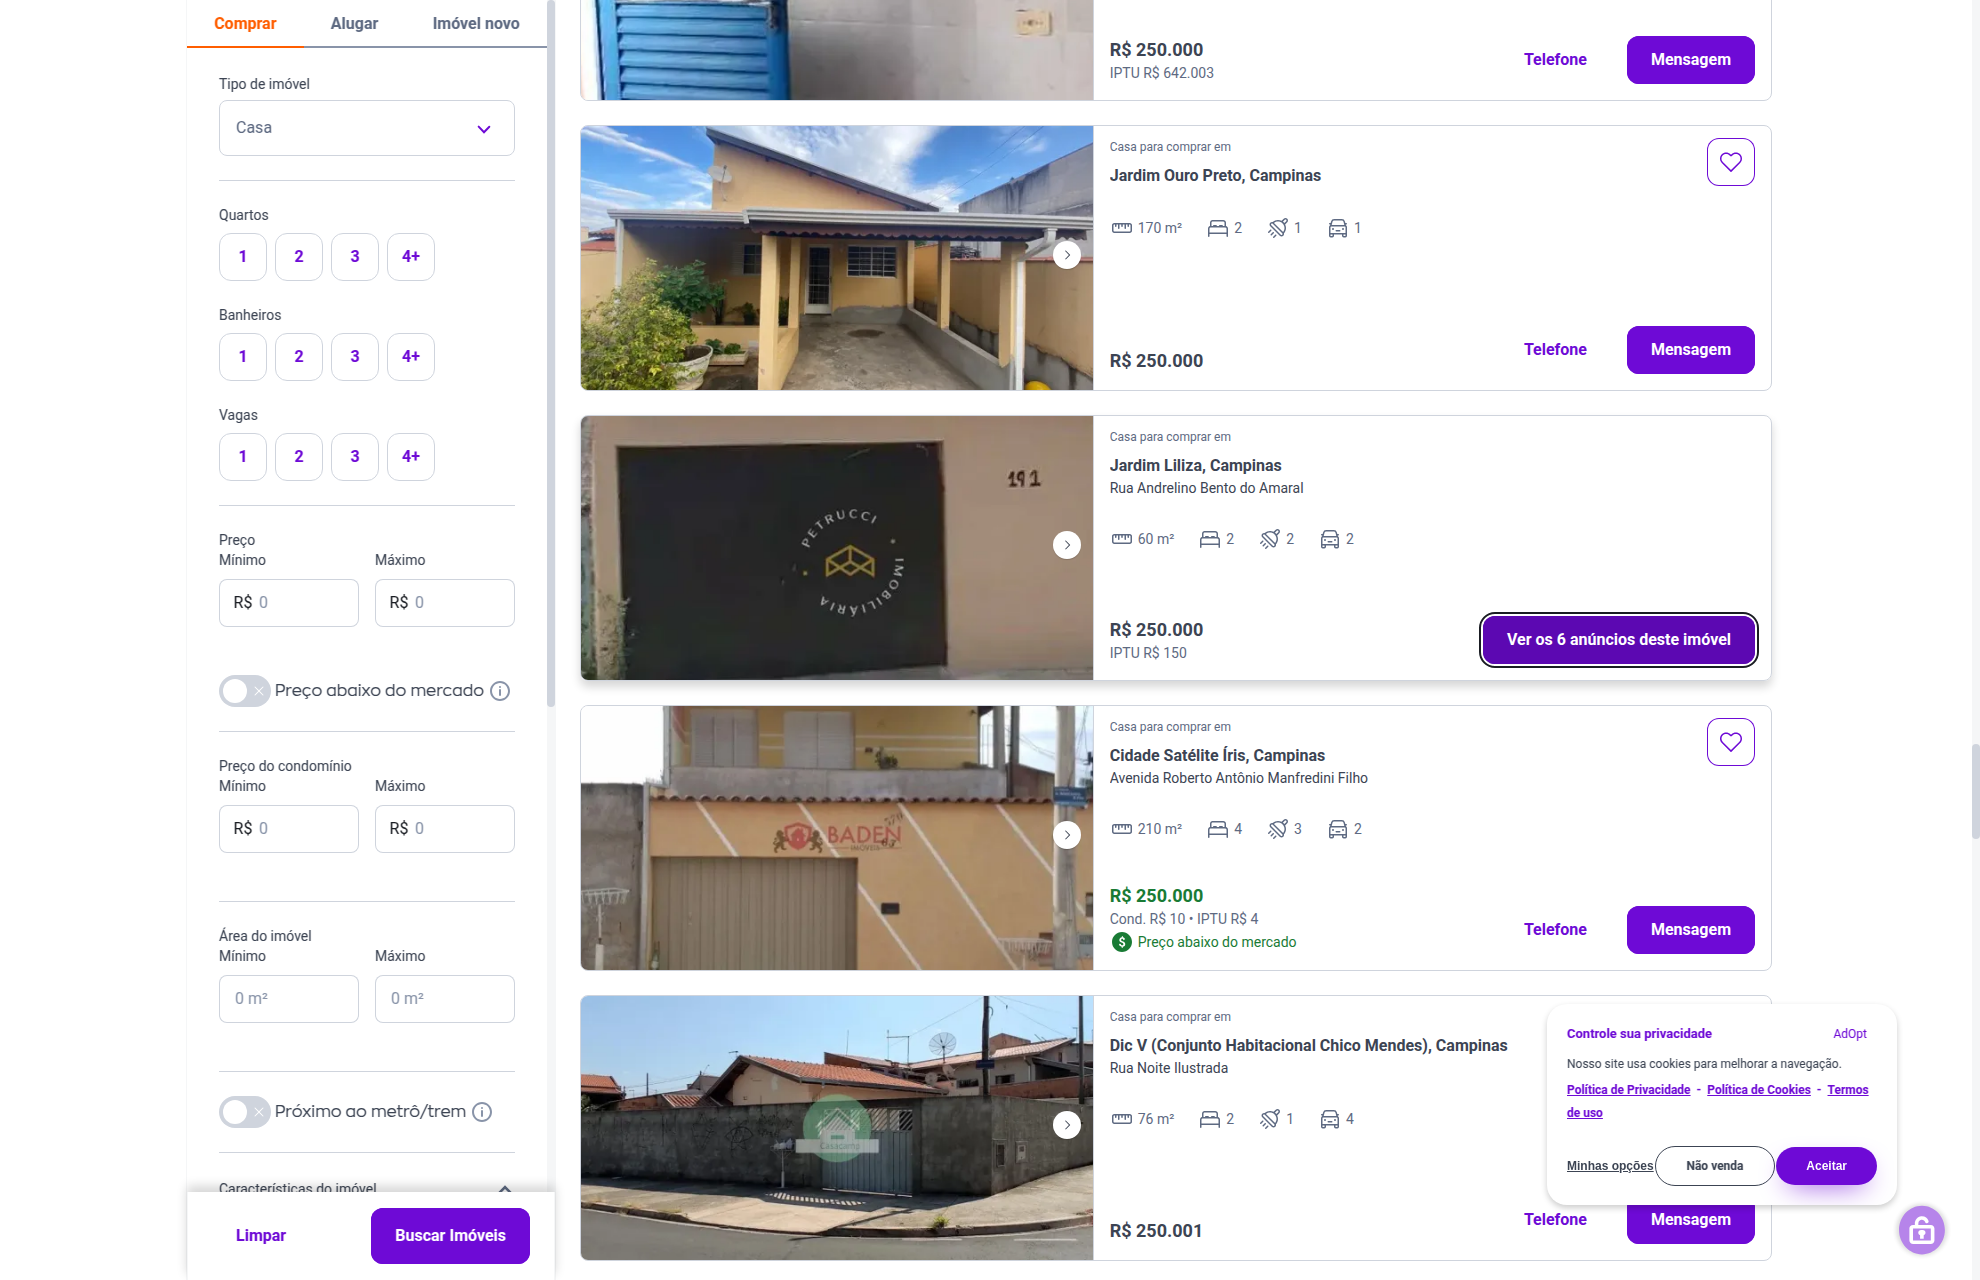 Comprar
Alugar
Imóvel novo
Tipo de imóvel
Casa
Quartos
1
2
3
4+
Banheiros
1
2
3
4+
Vagas
1
2
3
4+
Preço
Mínimo
Máximo
R$ 0
R$ 0
Preço abaixo do mercado
Preço do condomínio
Mínimo
Máximo
R$ 0
R$ 0
Área do imóvel
Mínimo
Máximo
0 m²
0 m²
Próximo ao metrô/trem
Características do imóvel
Limpar
Buscar Imóveis
R$ 250.000
IPTU R$ 642.003
Telefone
Mensagem
Casa para comprar em
Jardim Ouro Preto, Campinas
170 m²
2
1
1
R$ 250.000
Telefone
Mensagem
191
PETRUCCI
IMOBILIÁRIA
Casa para comprar em
Jardim Liliza, Campinas
Rua Andrelino Bento do Amaral
60 m²
2
2
2
R$ 250.000
IPTU R$ 150
Ver os 6 anúncios deste imóvel
BADEN
IMÓVEIS
Casa para comprar em
Cidade Satélite Íris, Campinas
Avenida Roberto Antônio Manfredini Filho
210 m²
4
3
2
R$ 250.000
Cond. R$ 10 • IPTU R$ 4
Preço abaixo do mercado
Telefone
Mensagem
Casa para comprar em
Dic V (Conjunto Habitacional Chico Mendes), Campinas
Rua Noite Ilustrada
76 m²
2
1
4
R$ 250.001
Telefone
Mensagem
Controle sua privacidade
AdOpt
Nosso site usa cookies para melhorar a navegação.
Política de Privacidade - Política de Cookies - Termos
de uso
Minhas opções
Não venda
Aceitar